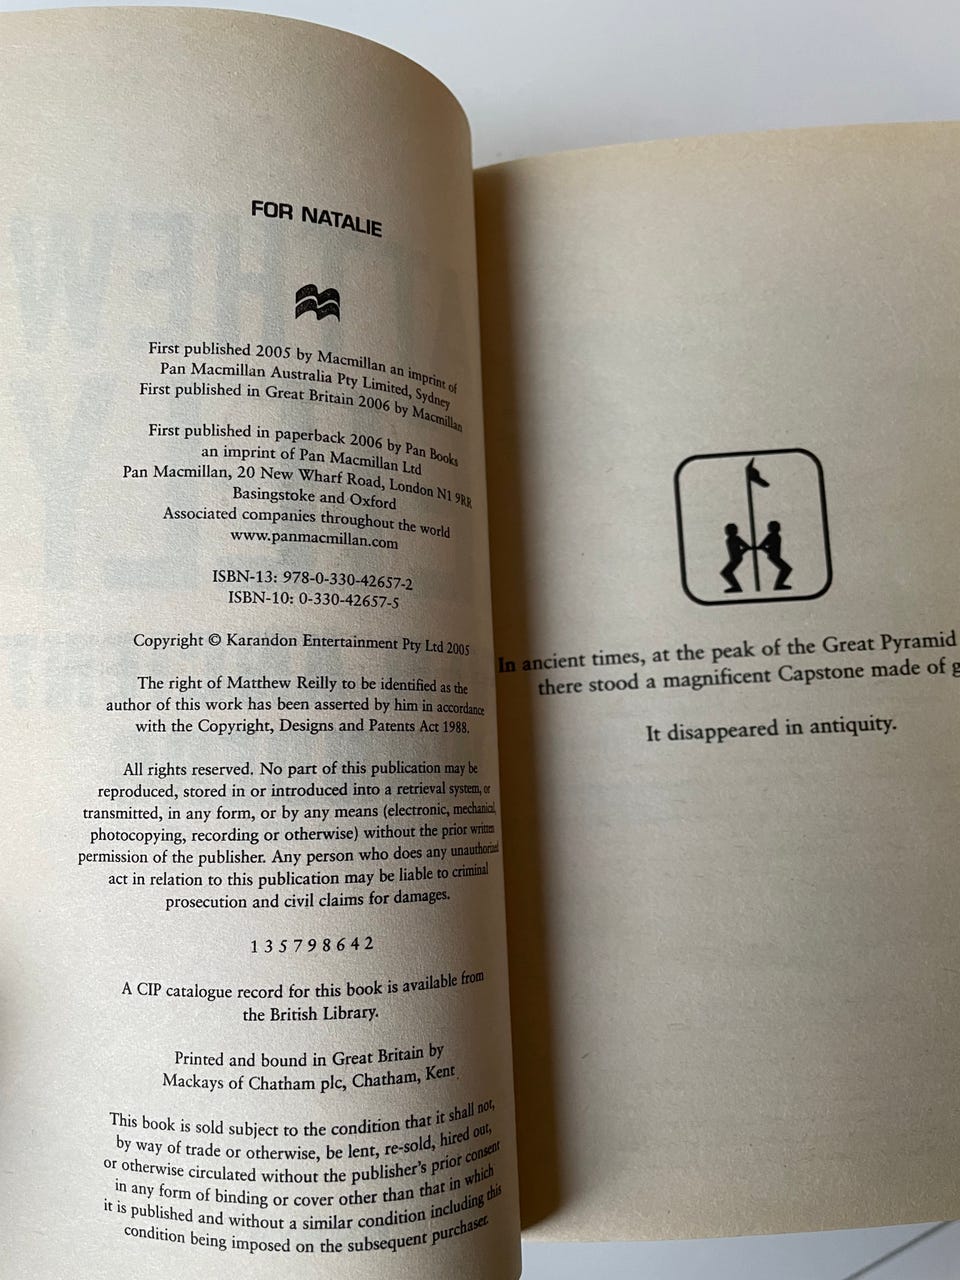 FOR NATALIE
First published 2005 by Macmillan an imprint of
Pan Macmillan Australia Pty Limited, Sydney
First published in Great Britain 2006 by Macmillan
First published in paperback 2006 by Pan Books
an imprint of Pan Macmillan Ltd
Pan Macmillan, 20 New Wharf Road, London N1 9RR
Basingstoke and Oxford
Associated companies throughout the world
www.panmacmillan.com
ISBN-13: 978-0-330-42657-2
ISBN-10: 0-330-42657-5
Copyright © Karandon Entertainment Pty Ltd 2005
The right of Matthew Reilly to be identified as the
author of this work has been asserted by him in accordance
with the Copyright, Designs and Patents Act 1988.
All rights reserved. No part of this publication may be
reproduced, stored in or introduced into a retrieval system, or
transmitted, in any form, or by any means (electronic, mechanical,
photocopying, recording or otherwise) without the prior written
permission of the publisher. Any person who does any unauthorized
act in relation to this publication may be liable to criminal
prosecution and civil claims for damages.
1 3 5 7 9 8 6 4 2
A CIP catalogue record for this book is available from
the British Library.
Printed and bound in Great Britain by
Mackays of Chatham plc, Chatham, Kent
This book is sold subject to the condition that it shall not,
by way of trade or otherwise, be lent, re-sold, hired out,
or otherwise circulated without the publisher's prior consent
in any form of binding or cover other than that in which
it is published and without a similar condition including this
condition being imposed on the subsequent purchaser.
In ancient times, at the peak of the Great Pyramid
there stood a magnificent Capstone made of
It disappeared in antiquity.